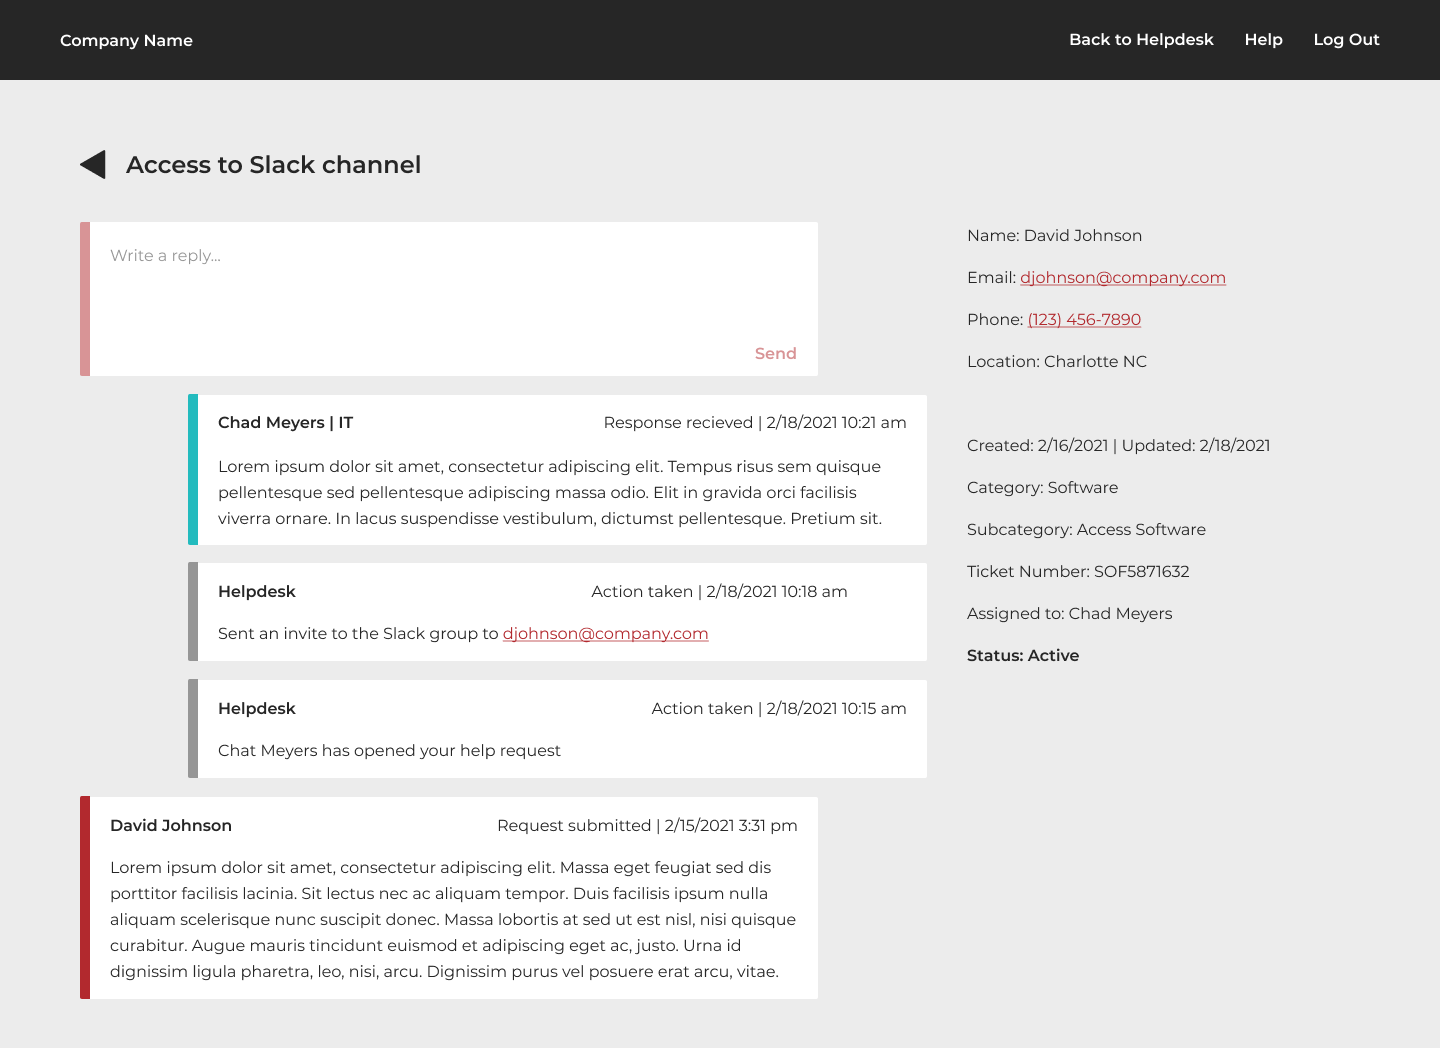 Company Name
Back to Helpdesk Help Log Out
Access to Slack channel
Write a reply...
Send
Chad Meyers | IT Response recieved | 2/18/2021 10:21 am
Lorem ipsum dolor sit amet, consectetur adipiscing elit. Tempus risus sem quisque
pellentesque sed pellentesque adipiscing massa odio. Elit in gravida orci facilisis
viverra ornare. In lacus suspendisse vestibulum, dictumst pellentesque. Pretium sit.
Helpdesk Action taken | 2/18/2021 10:18 am
Sent an invite to the Slack group to djohnson@company.com
Helpdesk Action taken | 2/18/2021 10:15 am
Chat Meyers has opened your help request
David Johnson Request submitted | 2/15/2021 3:31 pm
Lorem ipsum dolor sit amet, consectetur adipiscing elit. Massa eget feugiat sed dis
porttitor facilisis lacinia. Sit lectus nec ac aliquam tempor. Duis facilisis ipsum nulla
aliquam scelerisque nunc suscipit donec. Massa lobortis at sed ut est nisl, nisi quisque
curabitur. Augue mauris tincidunt euismod et adipiscing eget ac, justo. Urna id
dignissim ligula pharetra, leo, nisi, arcu. Dignissim purus vel posuere erat arcu, vitae.
Name: David Johnson
Email: djohnson@company.com
Phone: (123) 456-7890
Location: Charlotte NC
Created: 2/16/2021 | Updated: 2/18/2021
Category: Software
Subcategory: Access Software
Ticket Number: SOF5871632
Assigned to: Chad Meyers
Status: Active